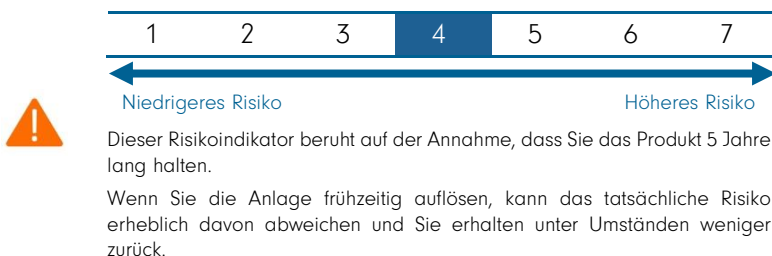 1 2 3 4 5 6 7
Niedrigeres Risiko Höheres Risiko
Dieser Risikoindikator beruht auf der Annahme, dass Sie das Produkt 5 Jahre
lang halten.
Wenn Sie die Anlage frühzeitig auflösen, kann das tatsächliche Risiko
erheblich davon abweichen und Sie erhalten unter Umständen weniger
zurück.